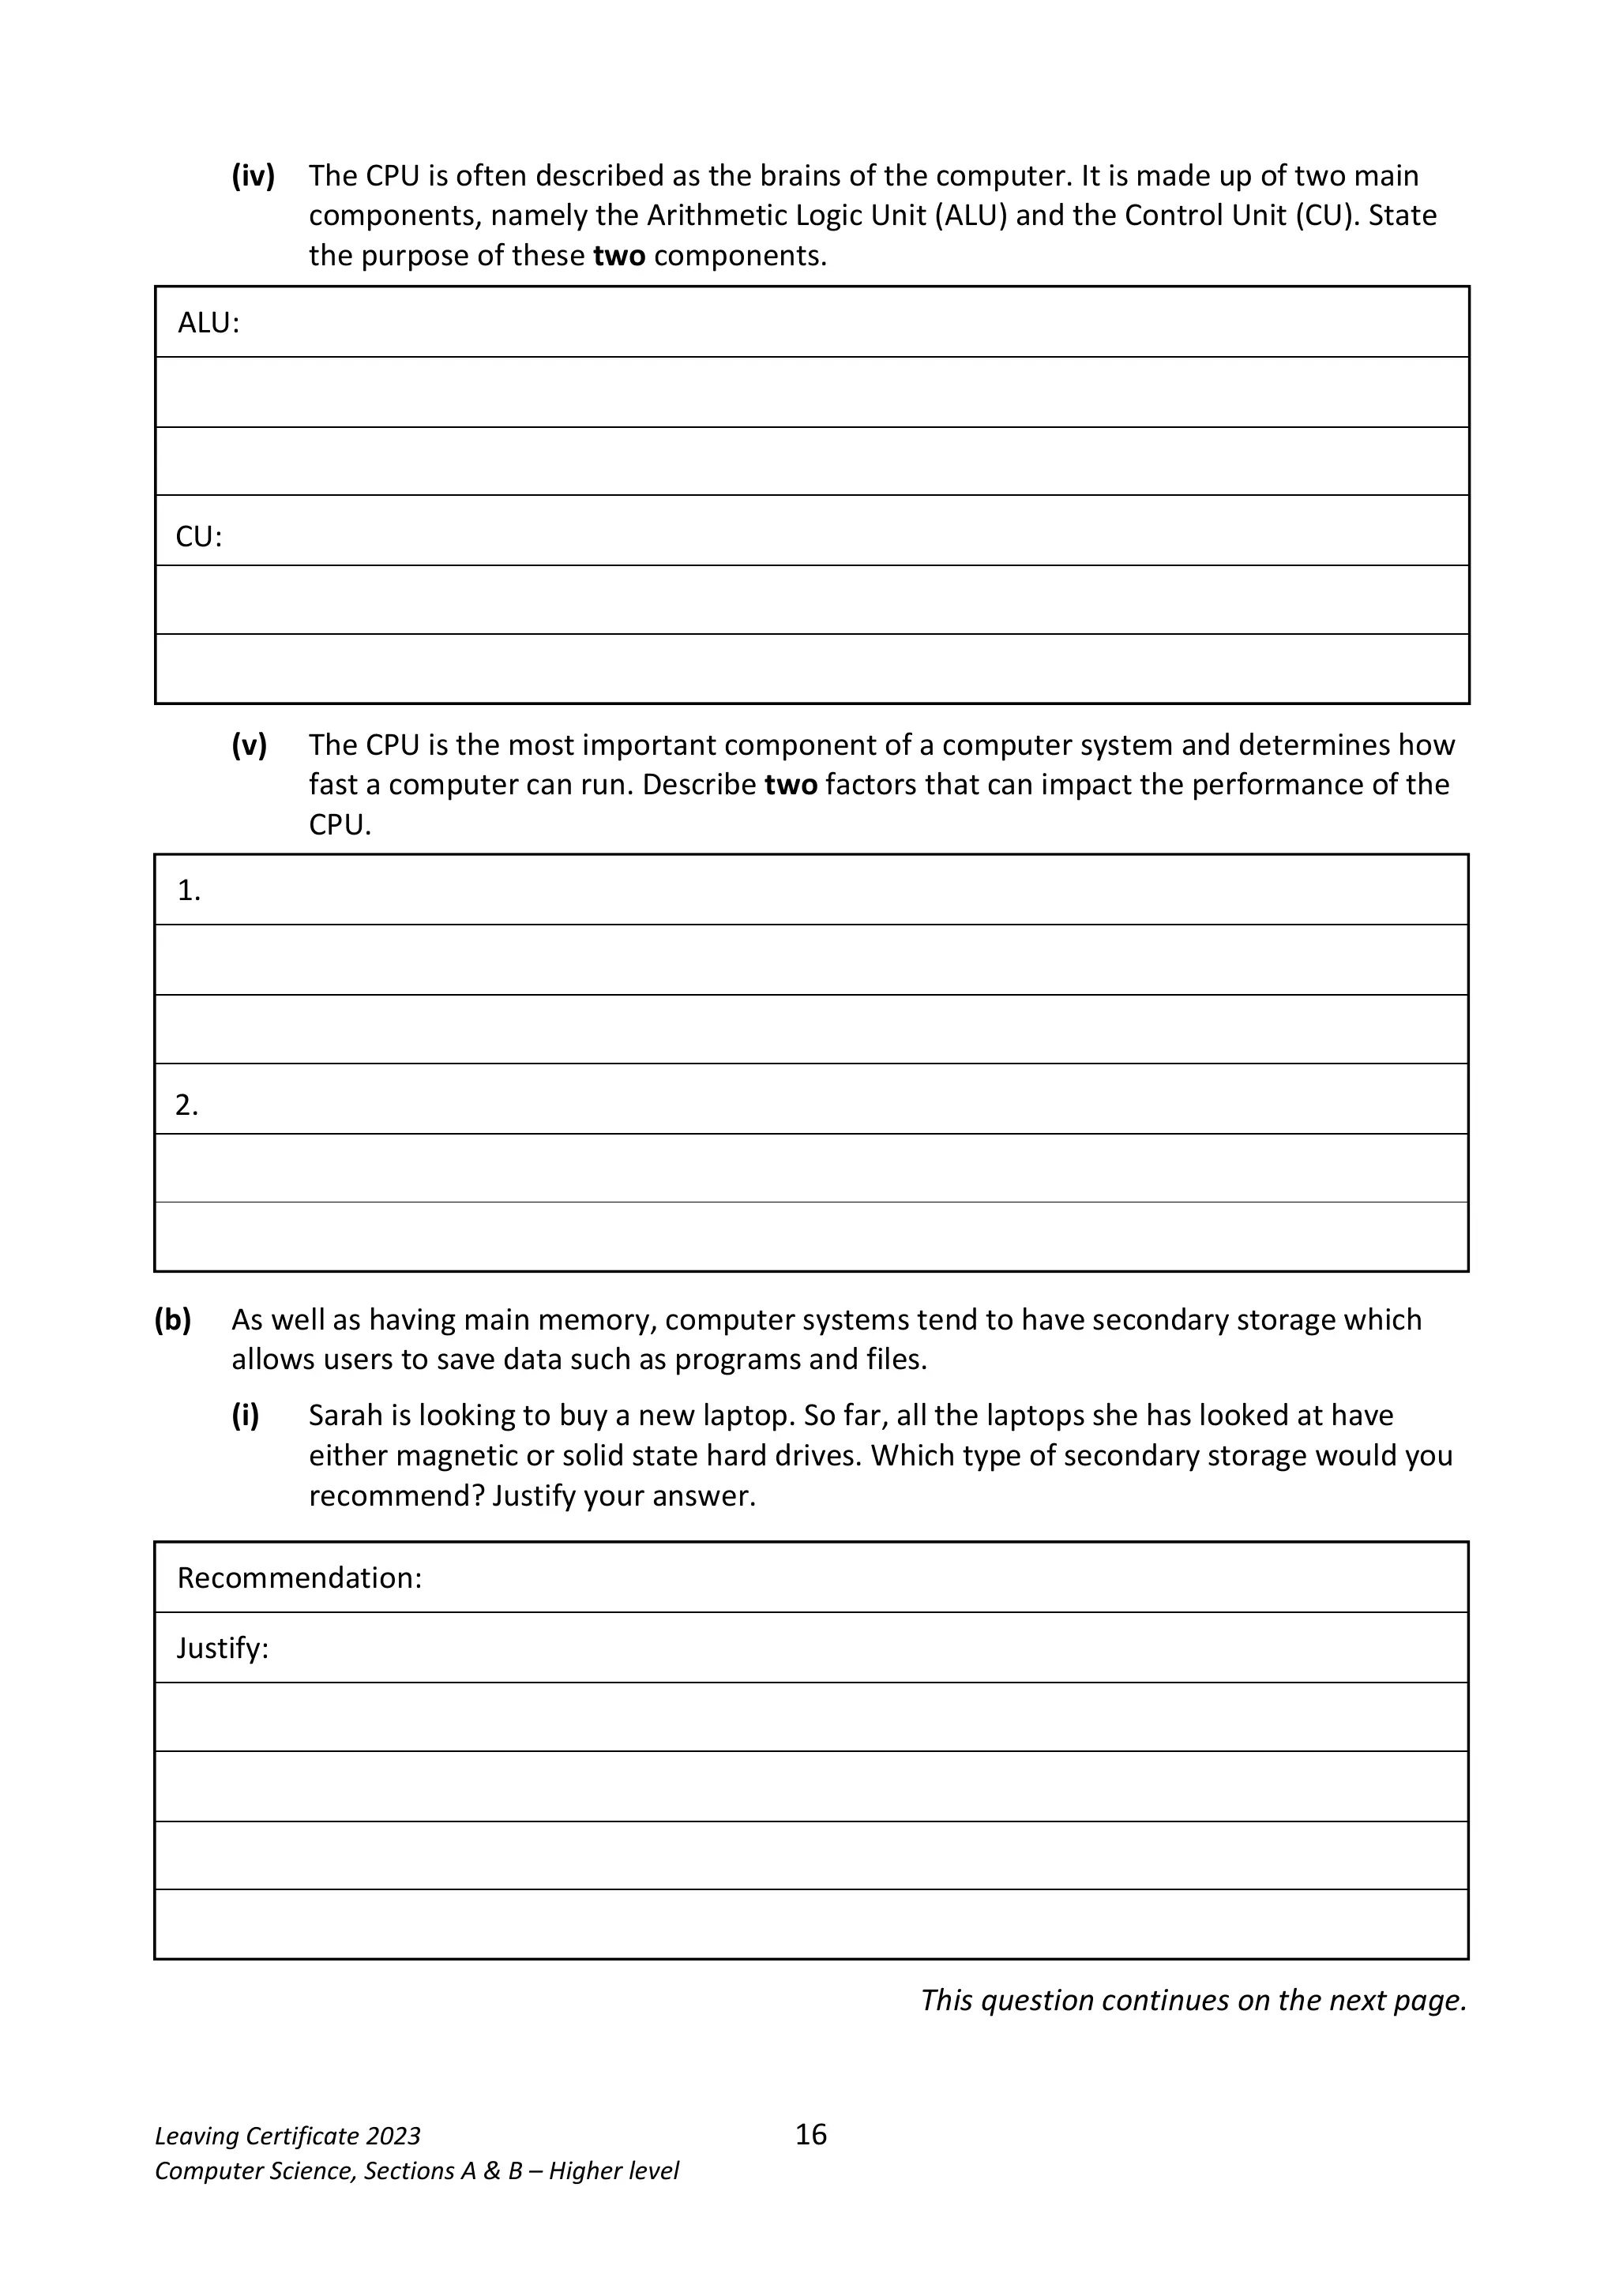 (iv) The CPU is often described as the brains of the computer. It is made up of two main
components, namely the Arithmetic Logic Unit (ALU) and the Control Unit (CU). State
the purpose of these two components.
ALU:
CU:
(v) The CPU is the most important component of a computer system and determines how
fast a computer can run. Describe two factors that can impact the performance of the
CPU.
1.
2.
(b) As well as having main memory, computer systems tend to have secondary storage which
allows users to save data such as programs and files.
(i) Sarah is looking to buy a new laptop. So far, all the laptops she has looked at have
either magnetic or solid state hard drives. Which type of secondary storage would you
recommend? Justify your answer.
Recommendation:
Justify:
This question continues on the next page.
Leaving Certificate 2023 16
Computer Science, Sections A & B – Higher level